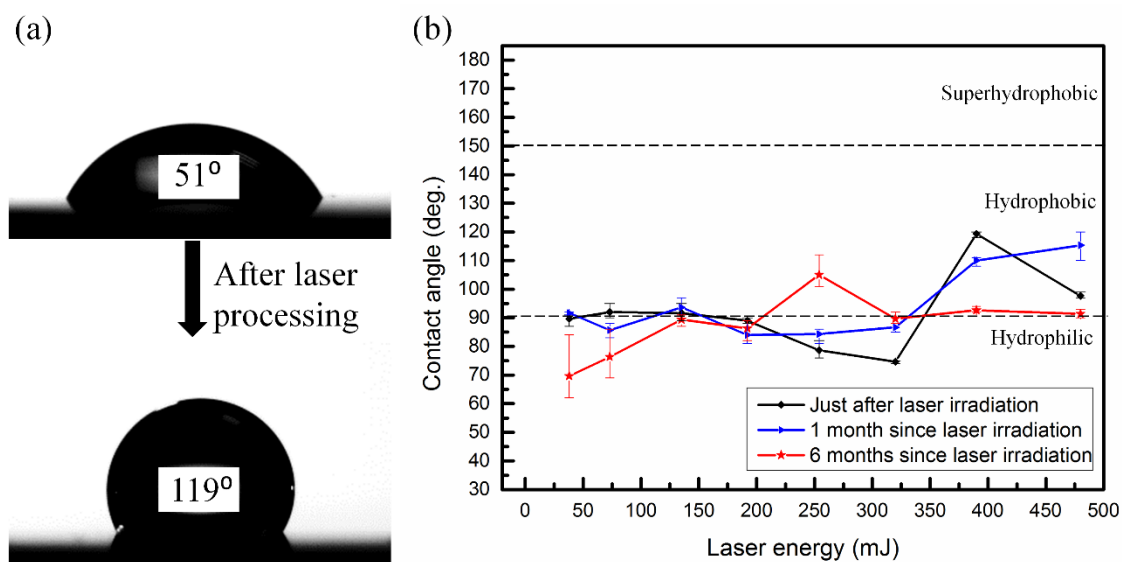 (a)
51º
After laser
processing
119º
(b)
Contact angle (deg.)
180
170
160
150
140
130
120
110
100
90
80
70
60
50
40
30
Superhydrophobic
Hydrophobic
Hydrophilic
Just after laser irradiation
1 month since laser irradiation
6 months since laser irradiation
0 50 100 150 200 250 300 350 400 450 500
Laser energy (mJ)